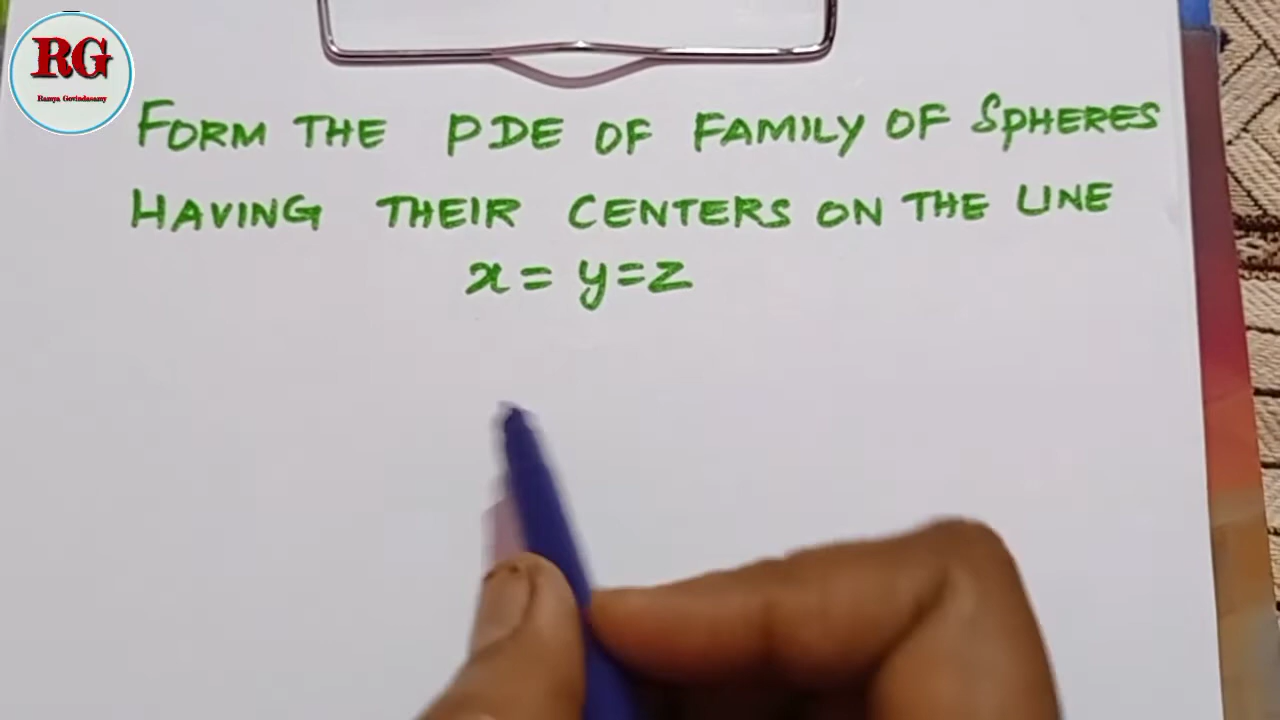 RG
Ramya Govindasamy
FORM THE PDE OF FAMILY OF SPHERES
HAVING THEIR CENTERS ON THE LINE
x = y = z